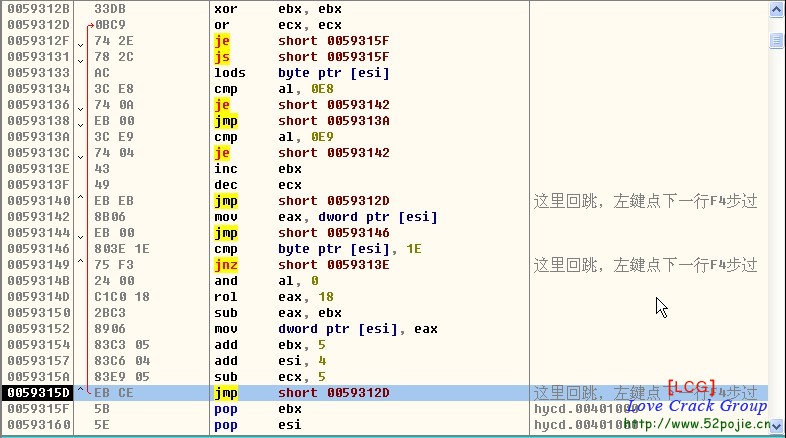 0059312B 33DB xor ebx, ebx
0059312D 0BC9 or ecx, ecx
0059312F 74 2E je short 0059315F
00593131 78 2C js short 0059315F
00593133 AC lods byte ptr [esi]
00593134 3C E8 cmp al, 0E8
00593136 74 0A je short 00593142
00593138 EB 00 jmp short 0059313A
0059313A 3C E9 cmp al, 0E9
0059313C 74 04 je short 00593142
0059313E 43 inc ebx
0059313F 49 dec ecx
00593140 EB EB jmp short 0059312D 这里回跳，左键点下一行F4步过
00593142 8B06 mov eax, dword ptr [esi]
00593144 EB 00 jmp short 00593146
00593146 803E 1E cmp byte ptr [esi], 1E
00593149 75 F3 jnz short 0059313E 这里回跳，左键点下一行F4步过
0059314B 24 00 and al, 0
0059314D C1C0 18 rol eax, 18
00593150 2BC3 sub eax, ebx
00593152 8906 mov dword ptr [esi], eax
00593154 83C3 05 add ebx, 5
00593157 83C6 04 add esi, 4
0059315A 83E9 05 sub ecx, 5
0059315D EB CE jmp short 0059312D 这里回跳，左键点下一行F4步过
0059315F 5B pop ebx hycd.00401000
00593160 5E pop esi
[LCG]
Love Crack Group
http://www.52pojie.cn